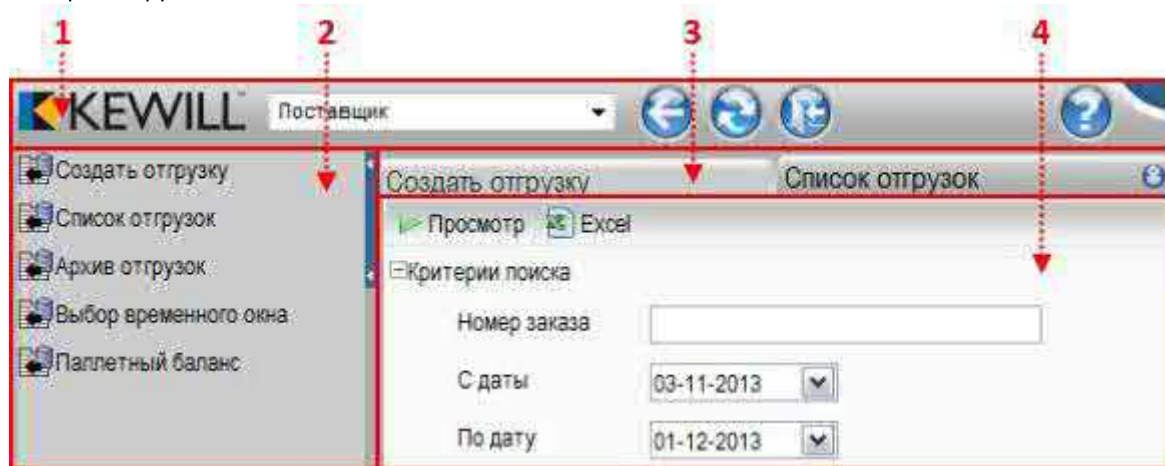 1 2 3 4
KEWILL™ Поставщик
Создать отгрузку
Список отгрузок
Архив отгрузок
Выбор временного окна
Паллетный баланс
Создать отгрузку Список отгрузок
Просмотр Excel
Критерии поиска
Номер заказа
С даты 03-11-2013
По дату 01-12-2013